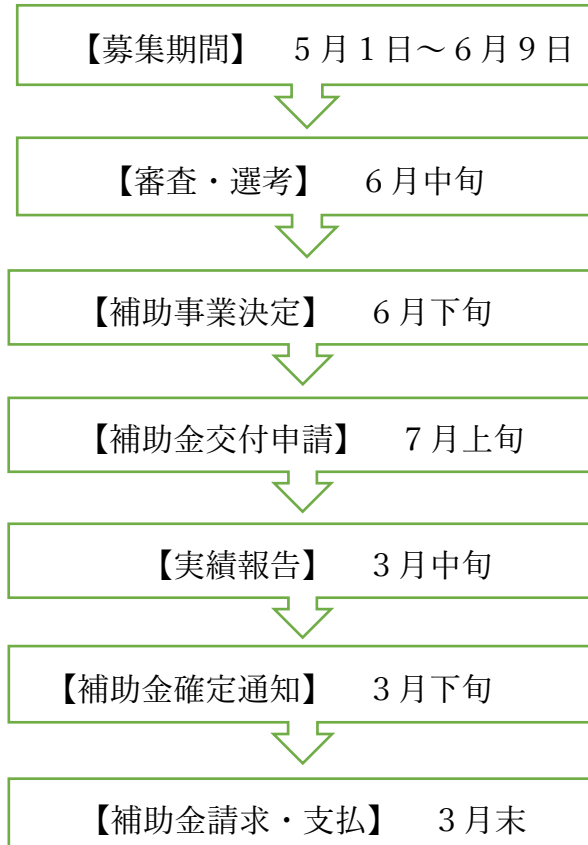 【募集期間】　５月１日～６月９日
【審査・選考】　６月中旬
【補助事業決定】　６月下旬
【補助金交付申請】　７月上旬
【実績報告】　３月中旬
【補助金確定通知】　３月下旬
【補助金請求・支払】　３月末